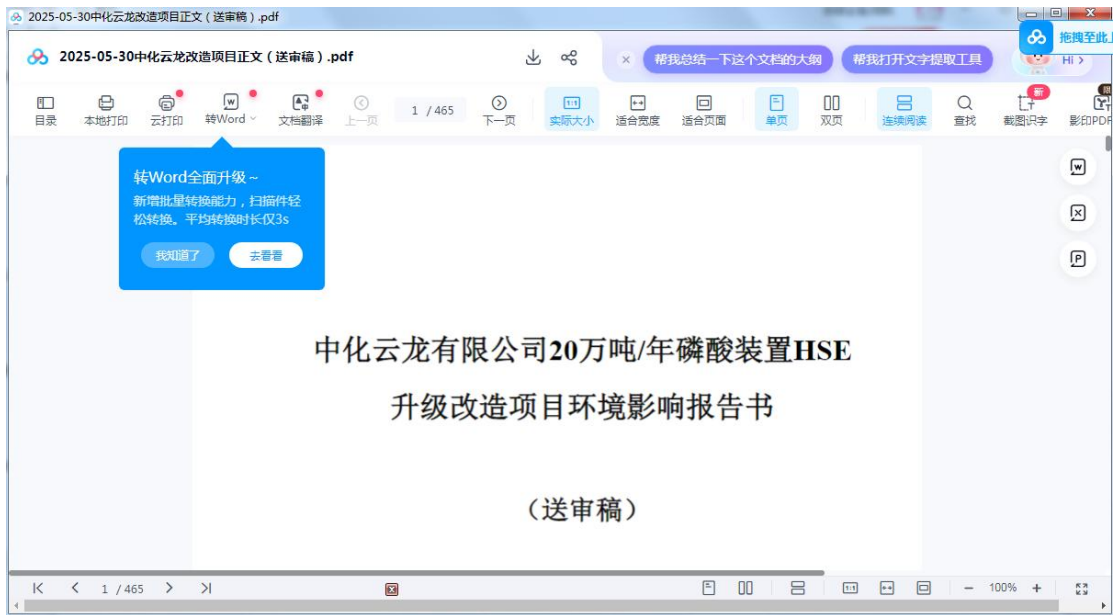 2025-05-30中化云龙改造项目正文（送审稿）.pdf
拖拽至此上
2025-05-30中化云龙改造项目正文（送审稿）.pdf
帮我总结一下这个文档的大纲
帮我打开文字提取工具
Hi >
目录
本地打印
云打印
转Word
文档翻译
上一页
1 / 465
下一页
1:1
实际大小
适合宽度
适合页面
单页
双页
连续阅读
查找
新
截图识字
限
影印PDF
转Word全面升级～
新增批量转换能力，扫描件轻
松转换。平均转换时长仅3s
我知道了
去看看
中化云龙有限公司20万吨/年磷酸装置HSE
升级改造项目环境影响报告书
（送审稿）
1 / 465
1:1
100%